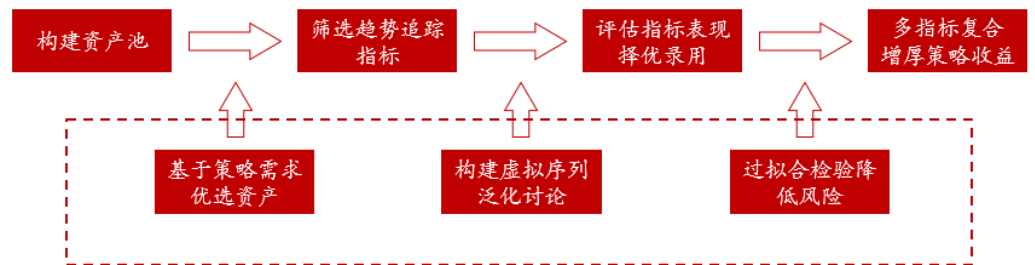 构建资产池
筛选趋势追踪
指标
评估指标表现
择优录用
多指标复合
增厚策略收益
基于策略需求
优选资产
构建虚拟序列
泛化讨论
过拟合检验降
低风险